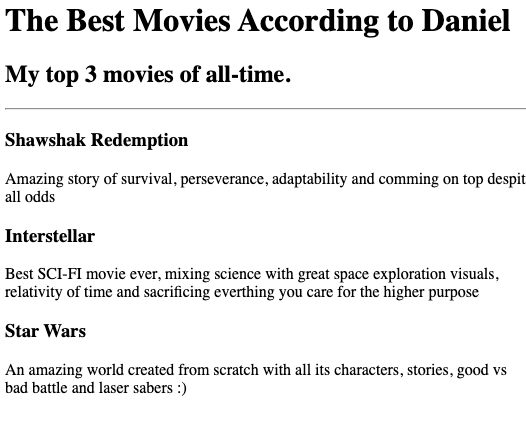 The Best Movies According to Daniel
My top 3 movies of all-time.
Shawshak Redemption
Amazing story of survival, perseverance, adaptability and comming on top despit
all odds
Interstellar
Best SCI-FI movie ever, mixing science with great space exploration visuals,
relativity of time and sacrificing everthing you care for the higher purpose
Star Wars
An amazing world created from scratch with all its characters, stories, good vs
bad battle and laser sabers :)